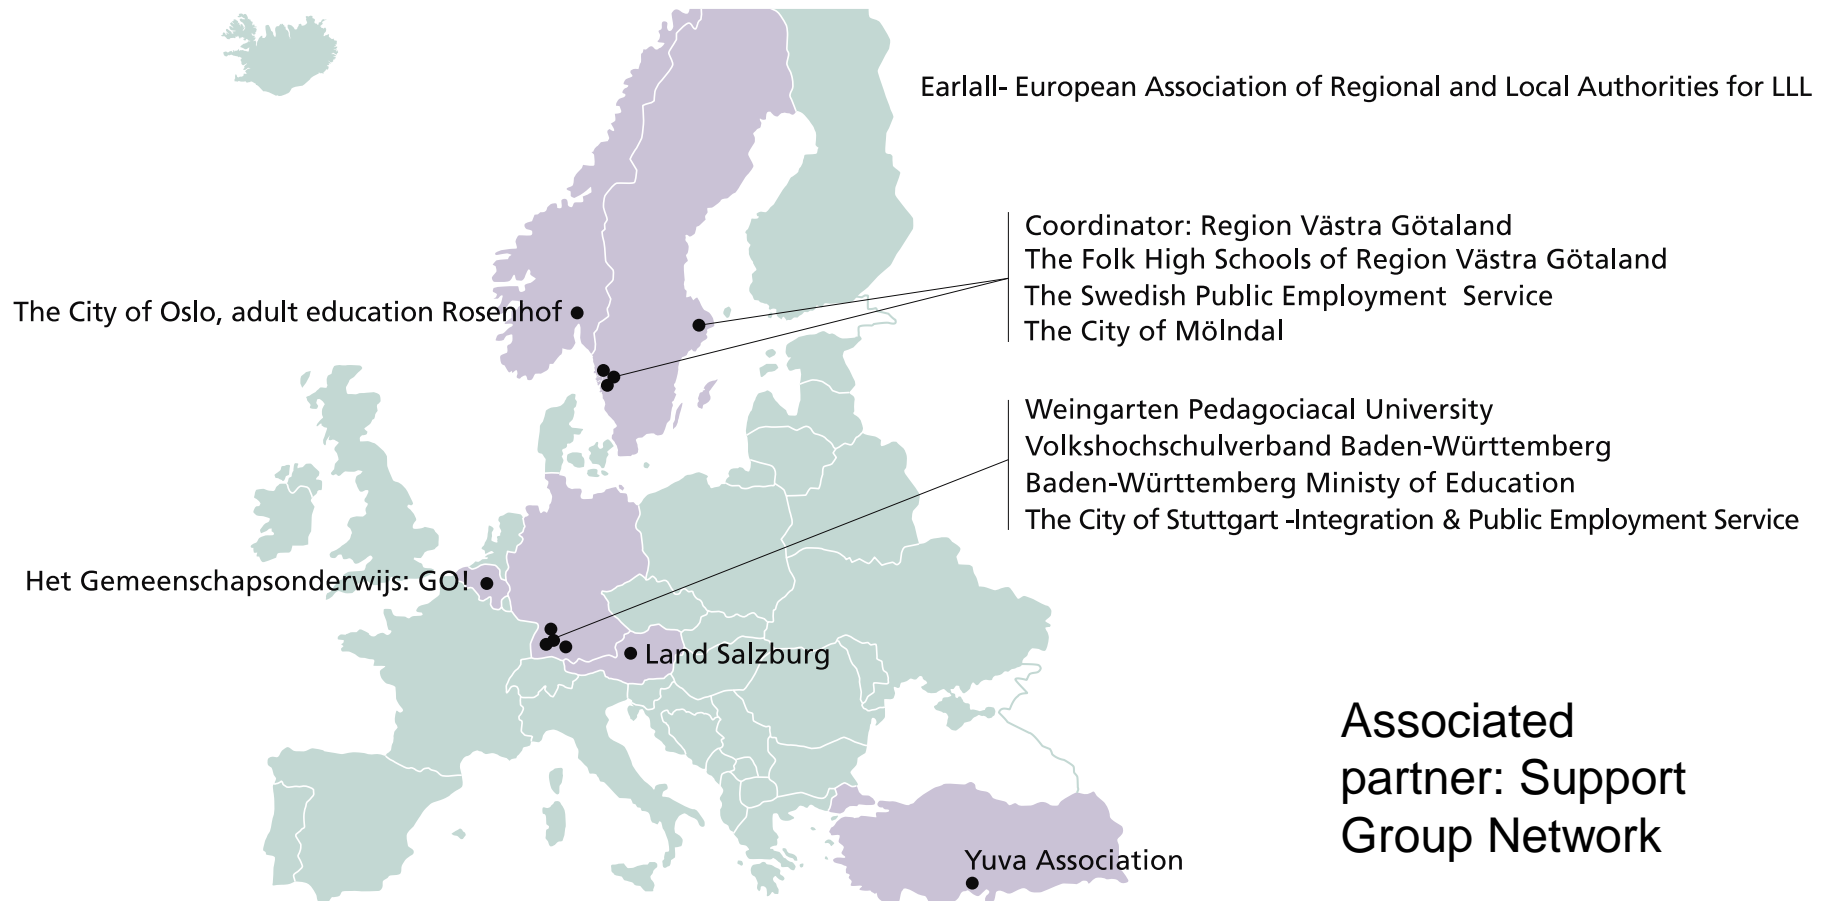 Earlall- European Association of Regional and Local Authorities for LLL
Coordinator: Region Västra Götaland
The Folk High Schools of Region Västra Götaland
The Swedish Public Employment Service
The City of Mölndal
The City of Oslo, adult education Rosenhof
Weingarten Pedagociacal University
Volkshochschulverband Baden-Württemberg
Baden-Württemberg Ministy of Education
The City of Stuttgart -Integration & Public Employment Service
Het Gemeenschapsonderwijs: GO!
Land Salzburg
Associated
partner: Support
Group Network
Yuva Association